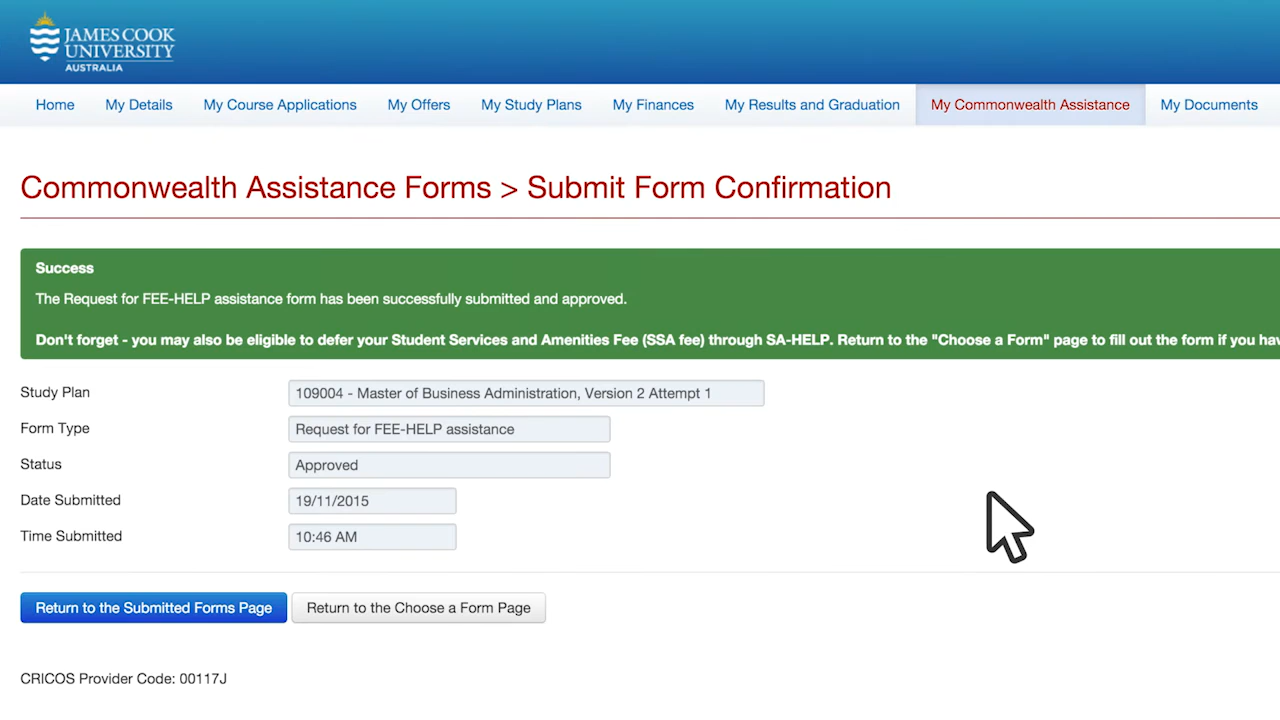 JAMES COOK
UNIVERSITY
AUSTRALIA
Home My Details My Course Applications My Offers My Study Plans My Finances My Results and Graduation My Commonwealth Assistance My Documents
Commonwealth Assistance Forms > Submit Form Confirmation
Success
The Request for FEE-HELP assistance form has been successfully submitted and approved.
Don't forget - you may also be eligible to defer your Student Services and Amenities Fee (SSA fee) through SA-HELP. Return to the "Choose a Form" page to fill out the form if you hav
Study Plan 109004 - Master of Business Administration, Version 2 Attempt 1
Form Type Request for FEE-HELP assistance
Status Approved
Date Submitted 19/11/2015
Time Submitted 10:46 AM
Return to the Submitted Forms Page Return to the Choose a Form Page
CRICOS Provider Code: 00117J